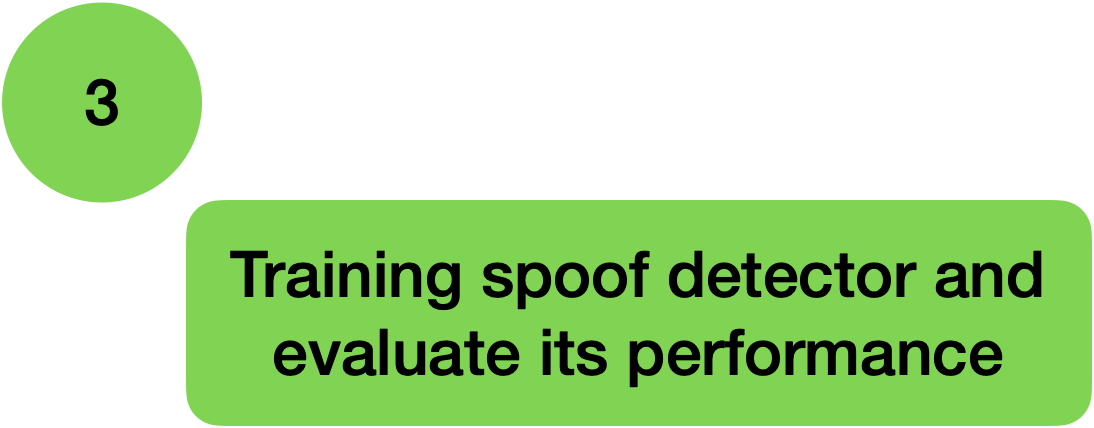 3
Training spoof detector and
evaluate its performance